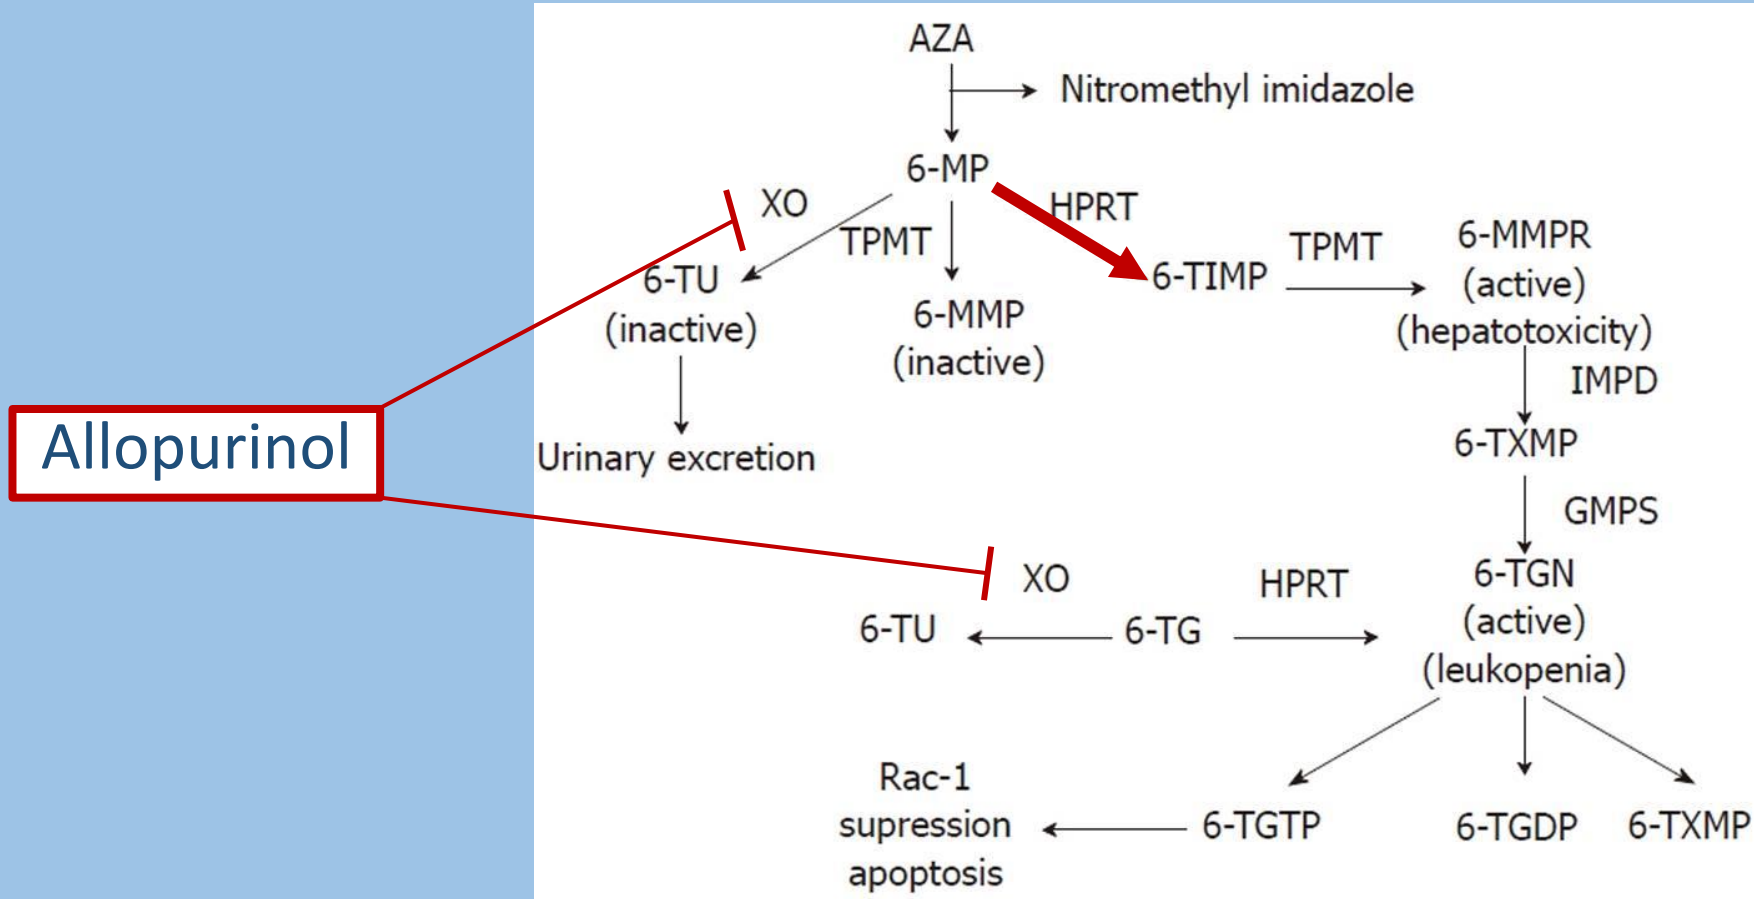 AZA
Nitromethyl imidazole
6-MP
XO
HPRT
TPMT
6-TU
(inactive)
6-MMP
(inactive)
6-TIMP
TPMT
6-MMPR
(active)
(hepatotoxicity)
IMPD
Allopurinol
Urinary excretion
6-TXMP
GMPS
6-TU
XO
6-TG
HPRT
6-TGN
(active)
(leukopenia)
Rac-1
supression
apoptosis
6-TGTP
6-TGDP
6-TXMP